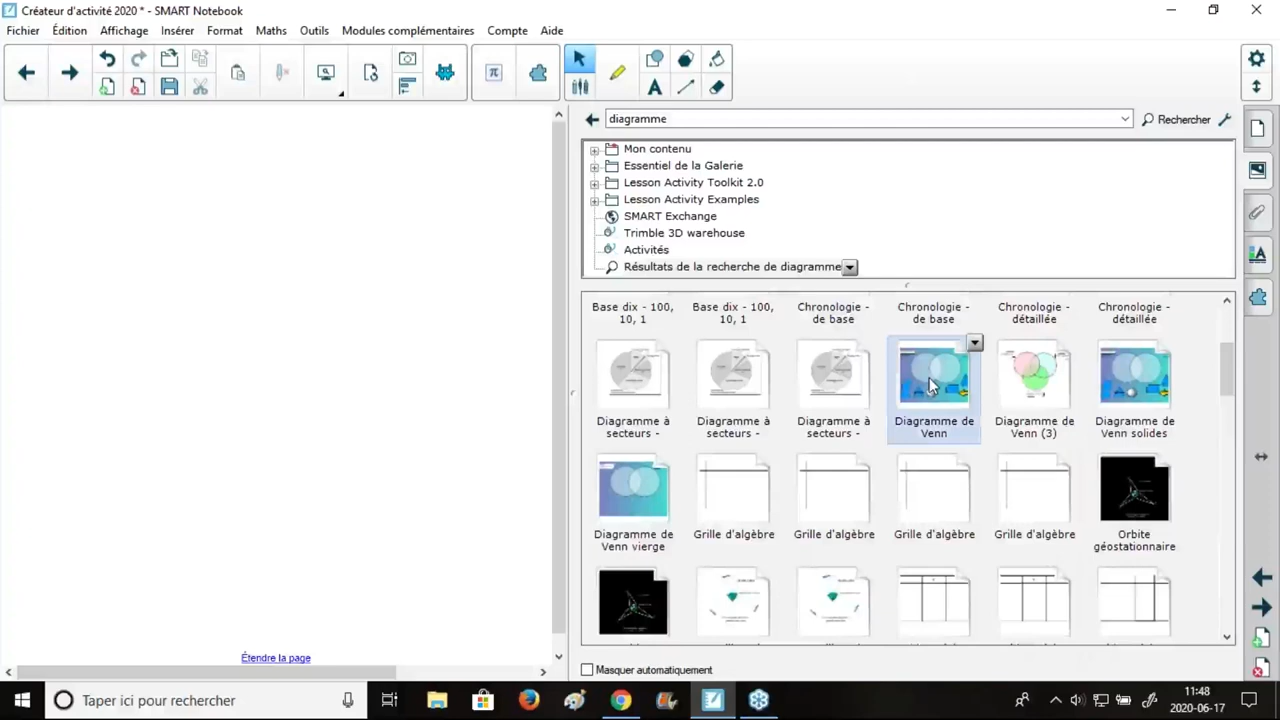 Créateur d'activité 2020 * - SMART Notebook
Fichier Édition Affichage Insérer Format Maths Outils Modules complémentaires Compte Aide
diagramme
Rechercher
Mon contenu
Essentiel de la Galerie
Lesson Activity Toolkit 2.0
Lesson Activity Examples
SMART Exchange
Trimble 3D warehouse
Activités
Résultats de la recherche de diagramme
Base dix - 100, 10, 1
Base dix - 100, 10, 1
Chronologie - de base
Chronologie - de base
Chronologie - détaillée
Chronologie - détaillée
Diagramme à secteurs -
Diagramme à secteurs -
Diagramme à secteurs -
Diagramme de Venn
Diagramme de Venn (3)
Diagramme de Venn solides
Diagramme de Venn vierge
Grille d'algèbre
Grille d'algèbre
Grille d'algèbre
Grille d'algèbre
Orbite géostationnaire
Étendre la page
Masquer automatiquement
Taper ici pour rechercher
11:48
2020-06-17